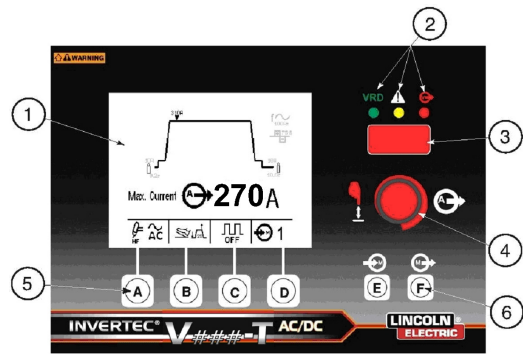 2
WARNING
VRD
1
3
Max. Current A 270A
HF AC
OFF
1
4
A B C D
5
E F
6
INVERTEC® V-###-T AC/DC
LINCOLN®
ELECTRIC